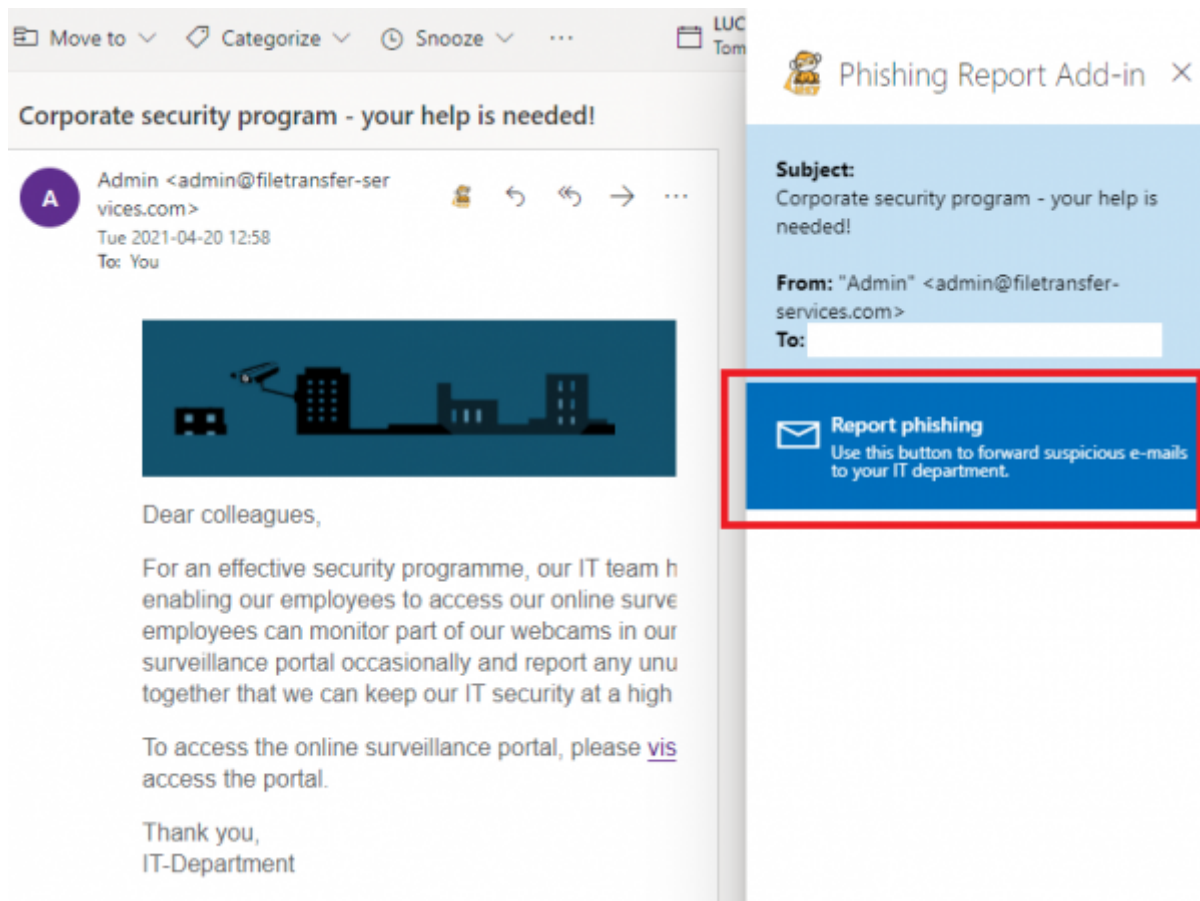 Move to
Categorize
Snooze
LUC
Tom
Corporate security program - your help is needed!
A
Admin <admin@filetransfer-ser
vices.com>
Tue 2021-04-20 12:58
To: You
Dear colleagues,
For an effective security programme, our IT team h
enabling our employees to access our online surve
employees can monitor part of our webcams in our
surveillance portal occasionally and report any unu
together that we can keep our IT security at a high
To access the online surveillance portal, please vis
access the portal.
Thank you,
IT-Department
Phishing Report Add-in
Subject:
Corporate security program - your help is
needed!
From: "Admin" <admin@filetransfer-
services.com>
To:
Report phishing
Use this button to forward suspicious e-mails
to your IT department.